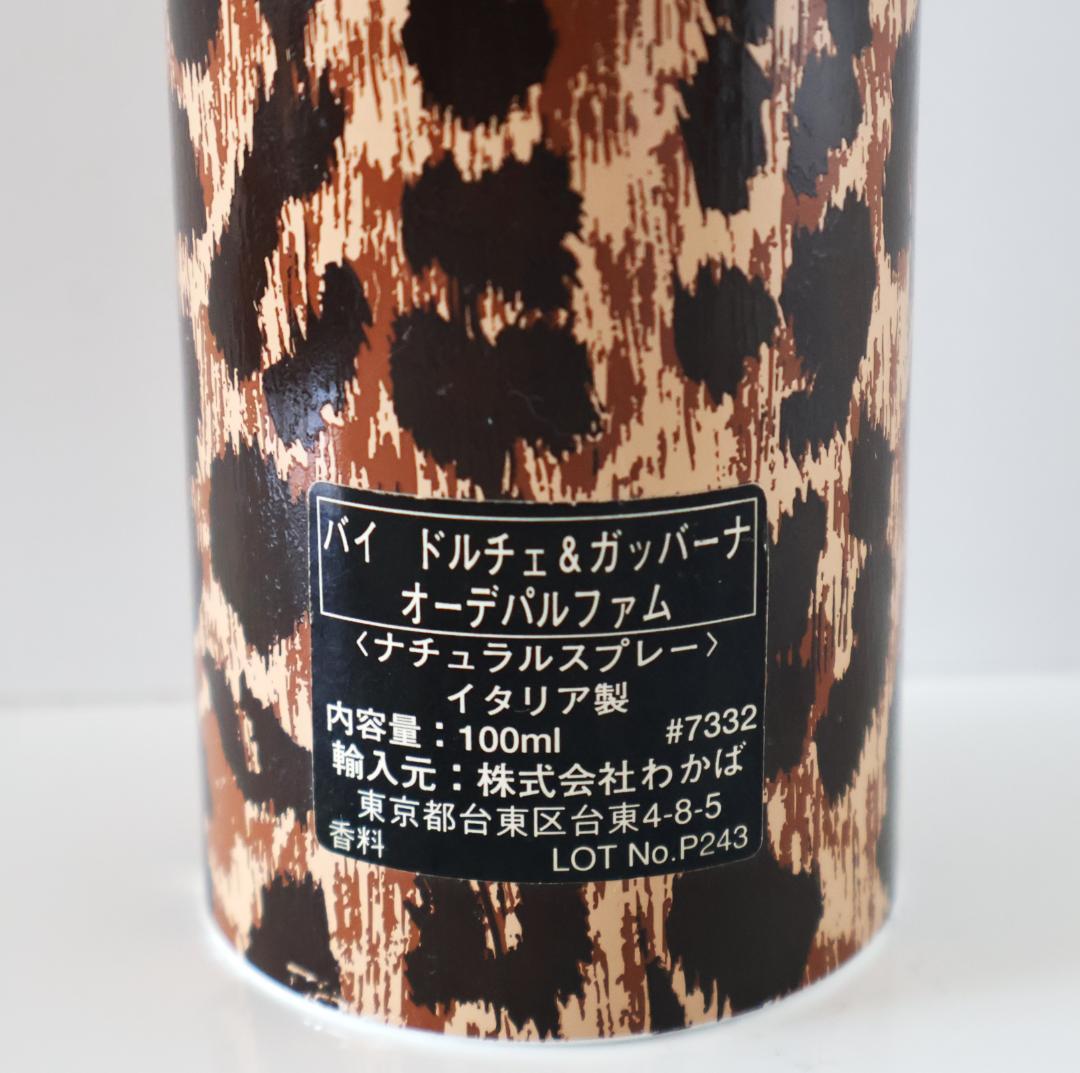 バイ　ドルチェ&ガッバーナ
オーデパルファム
〈ナチュラルスプレー〉
イタリア製
内容量：100ml #7332
輸入元：株式会社わかば
東京都台東区台東4-8-5
香料 LOT No.P243